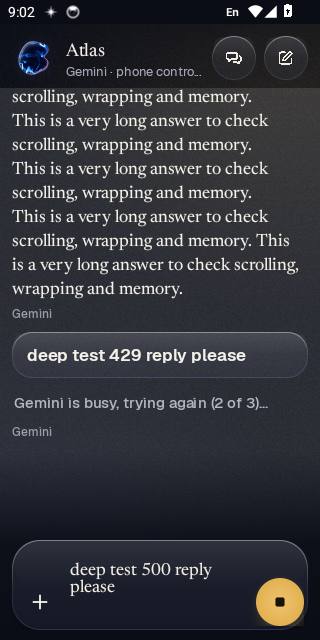 9:02
En
Atlas
Gemini · phone contro...
scrolling, wrapping and memory.
This is a very long answer to check
scrolling, wrapping and memory.
This is a very long answer to check
scrolling, wrapping and memory.
This is a very long answer to check
scrolling, wrapping and memory. This
is a very long answer to check scrolling,
wrapping and memory.
Gemini
deep test 429 reply please
Gemini is busy, trying again (2 of 3)...
Gemini
deep test 500 reply
please